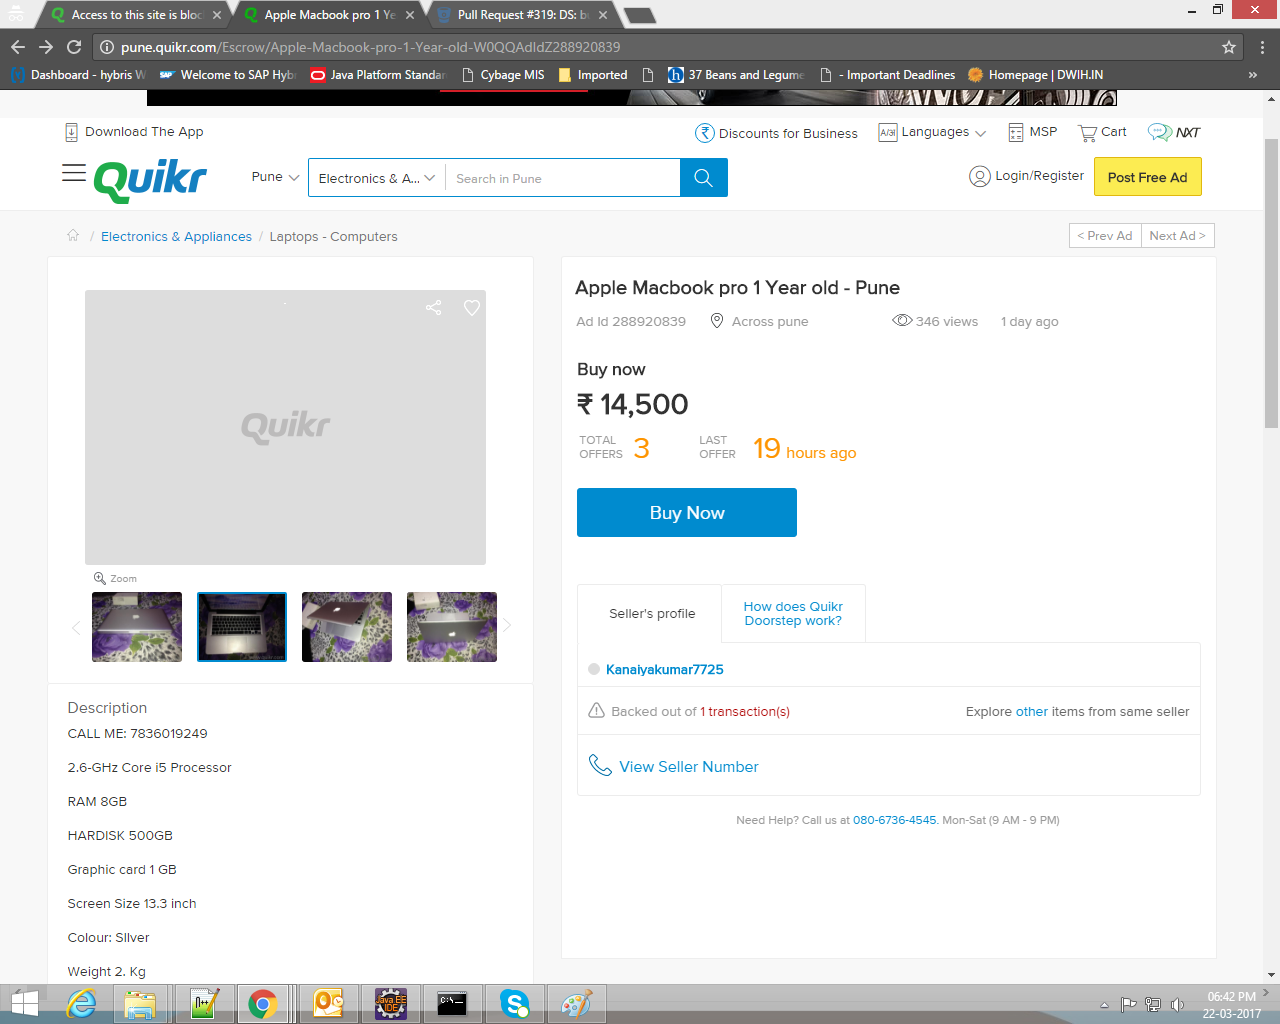 Access to this site is bloc
Apple Macbook pro 1 Ye
Pull Request #319: DS: bu
pune.quikr.com/Escrow/Apple-Macbook-pro-1-Year-old-W0QQAdIdZ288920839
Dashboard - hybris W
SAP Welcome to SAP Hybr
Java Platform Standar
Cybage MIS
Imported
37 Beans and Legume
- Important Deadlines
Homepage | DWIH.IN
»
Download The App
Discounts for Business
Languages
MSP
Cart
NXT
Quikr
Pune
Electronics & A...
Search in Pune
Login/Register
Post Free Ad
/ Electronics & Appliances / Laptops - Computers
< Prev Ad
Next Ad >
Quikr
Zoom
Apple Macbook pro 1 Year old - Pune
Ad Id 288920839
Across pune
346 views
1 day ago
Buy now
₹ 14,500
TOTAL OFFERS 3
LAST OFFER 19 hours ago
Buy Now
Seller's profile
How does Quikr
Doorstep work?
Kanaiyakumar7725
Backed out of 1 transaction(s)
Explore other items from same seller
View Seller Number
Need Help? Call us at 080-6736-4545. Mon-Sat (9 AM - 9 PM)
Description
CALL ME: 7836019249
2.6-GHz Core i5 Processor
RAM 8GB
HARDISK 500GB
Graphic card 1 GB
Screen Size 13.3 inch
Colour: SIlver
Weight 2. Kg
Java EE
IDE
C:\.
06:42 PM
22-03-2017